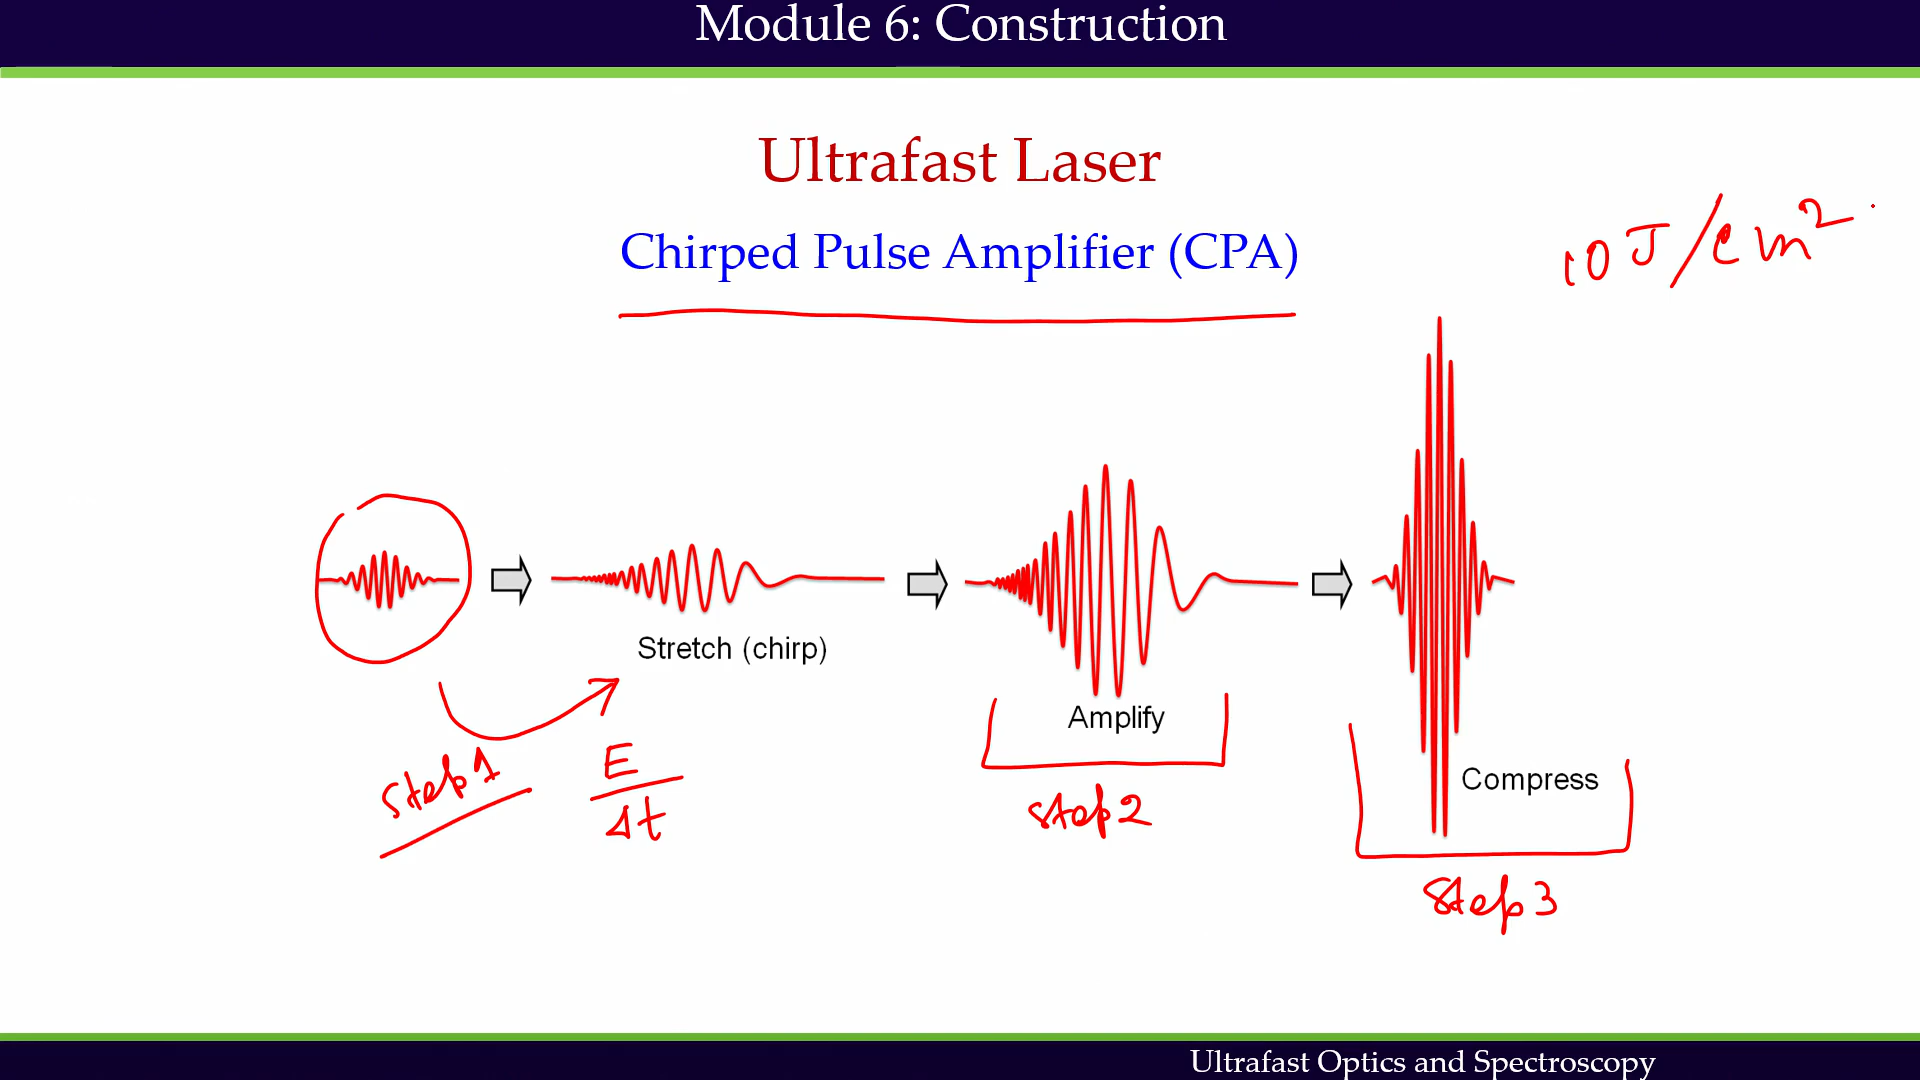 Module 6: Construction
Ultrafast Laser
Chirped Pulse Amplifier (CPA)
10 J/cm²
Stretch (chirp)
Amplify
Compress
Step 1
E
Δt
Step 2
Step 3
Ultrafast Optics and Spectroscopy